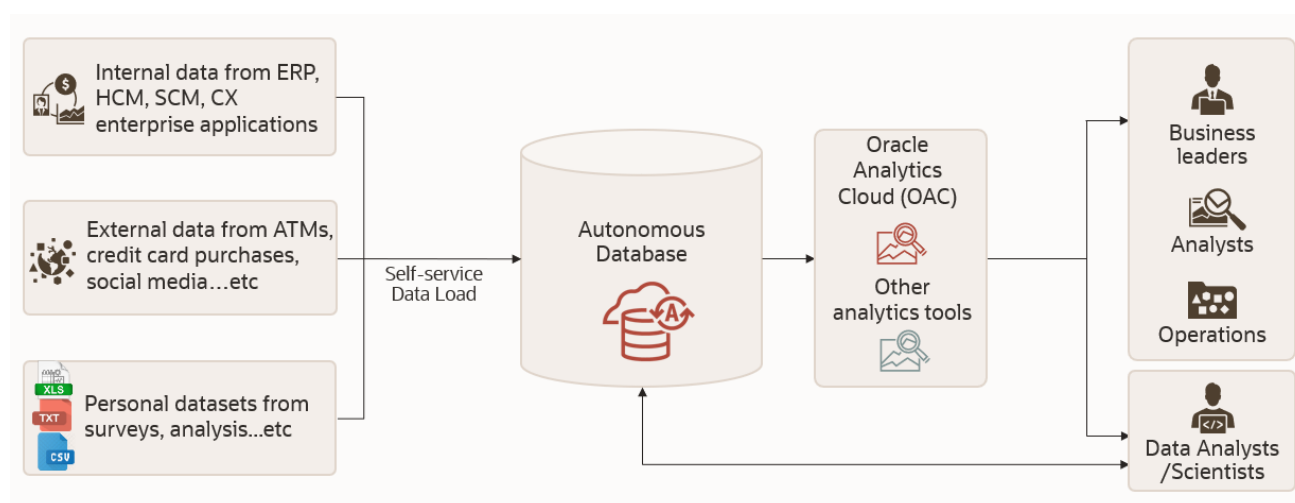 Internal data from ERP,
HCM, SCM, CX
enterprise applications
External data from ATMs,
credit card purchases,
social media...etc
XLS
TXT
CSV
Personal datasets from
surveys, analysis...etc
Self-service
Data Load
Autonomous
Database
A
Oracle
Analytics
Cloud (OAC)
Other
analytics tools
Business
leaders
Analysts
Operations
</>
Data Analysts
/Scientists